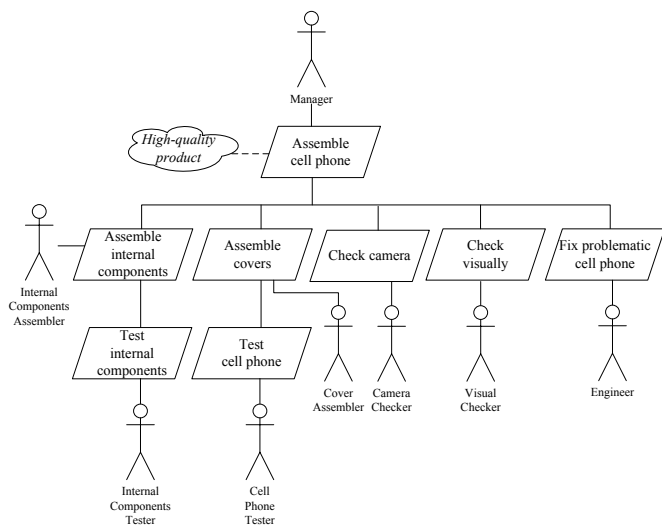 Manager
High-quality
product
Assemble
cell phone
Assemble
internal
components
Assemble
covers
Check camera
Check
visually
Fix problematic
cell phone
Internal
Components
Assembler
Test
internal
components
Test
cell phone
Cover
Assembler
Camera
Checker
Visual
Checker
Engineer
Internal
Components
Tester
Cell
Phone
Tester